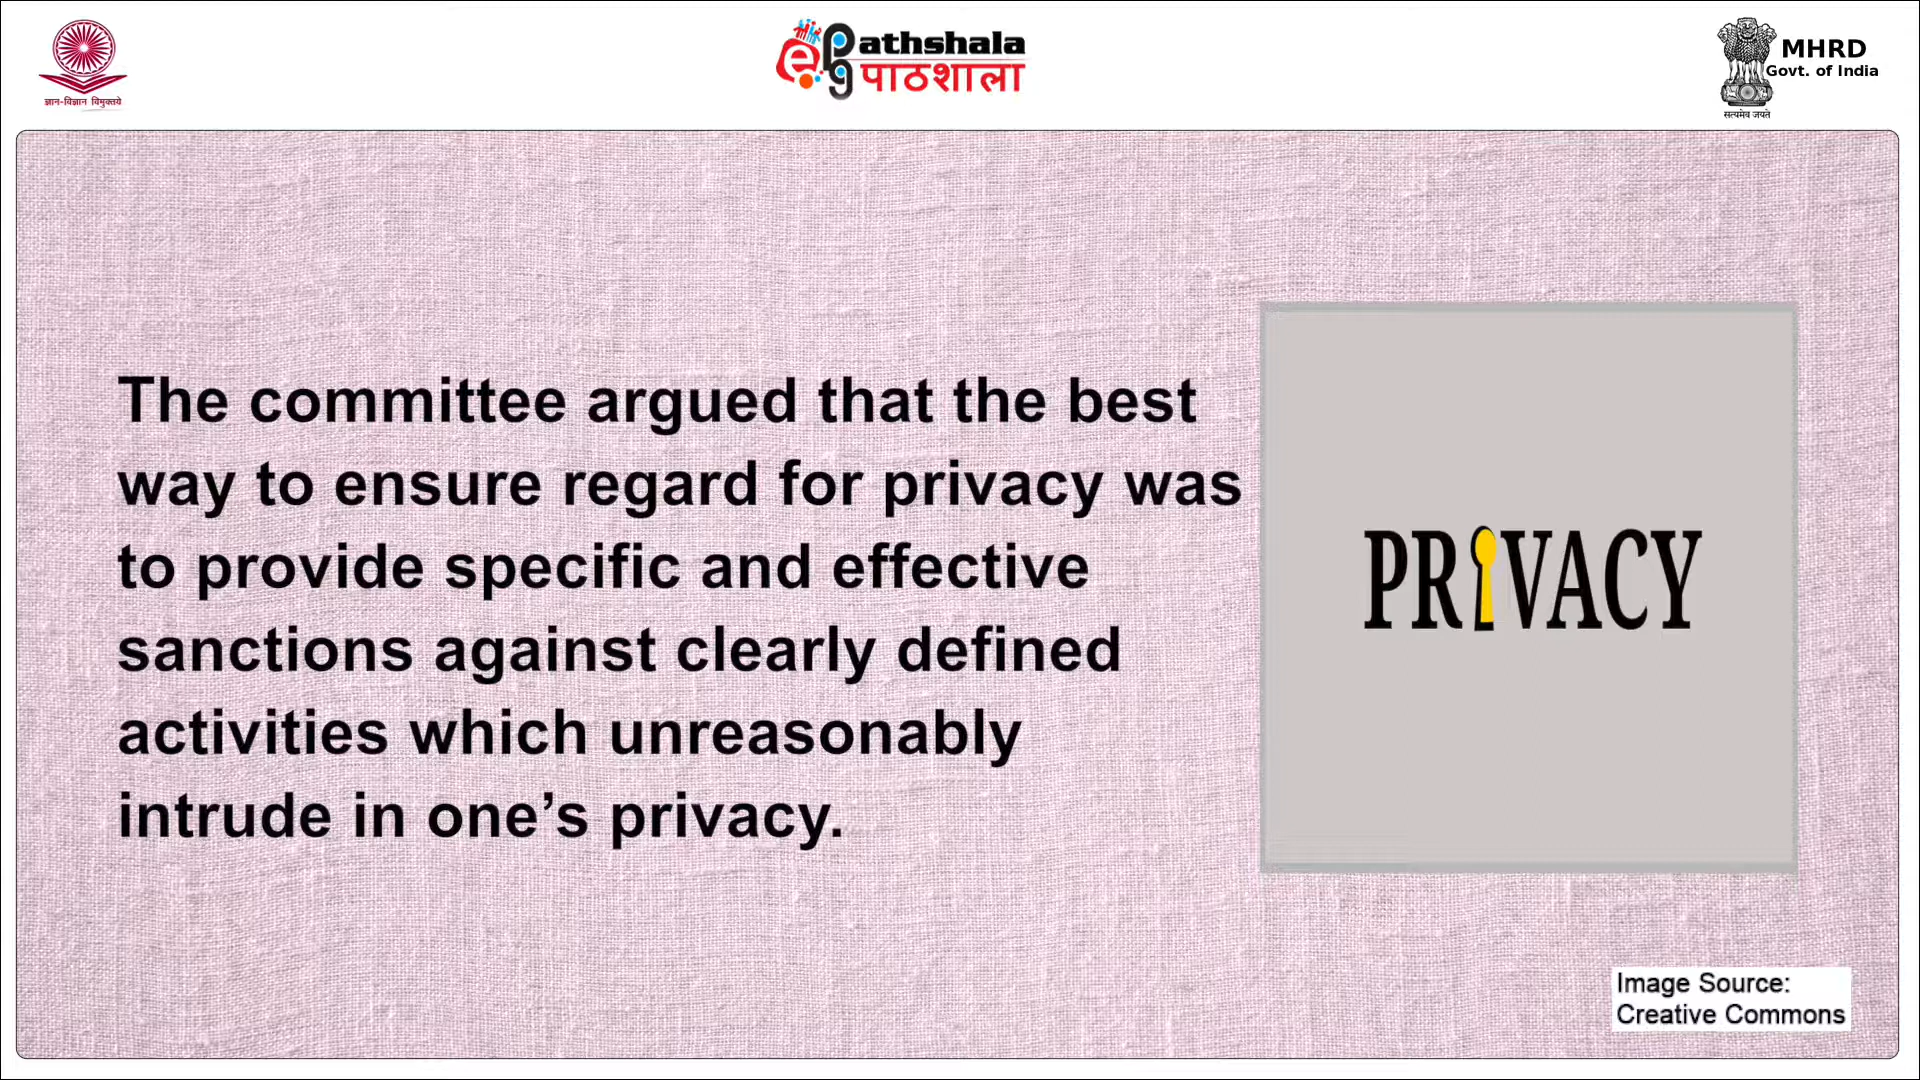 ज्ञान-विज्ञान विमुक्तये
ePG athshala
पाठशाला
MHRD
Govt. of India
सत्यमेव जयते
The committee argued that the best
way to ensure regard for privacy was
to provide specific and effective
sanctions against clearly defined
activities which unreasonably
intrude in one’s privacy.
PRIVACY
Image Source:
Creative Commons